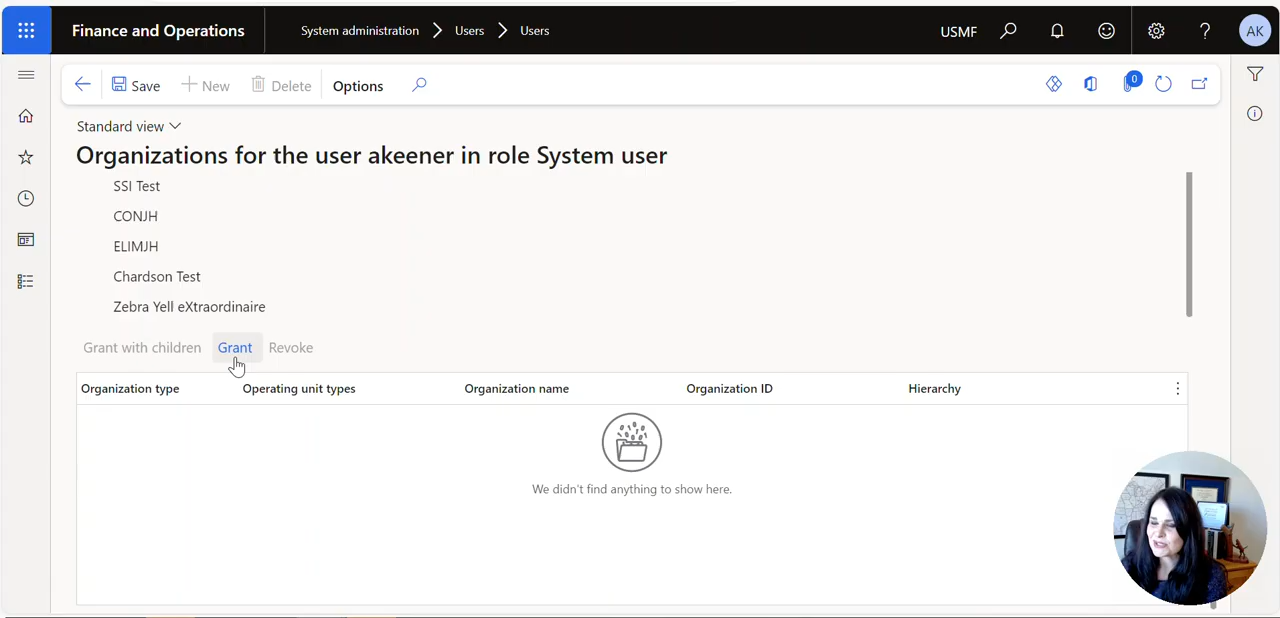 Finance and Operations
System administration > Users > Users
USMF
AK
Save
New
Delete
Options
0
Standard view
Organizations for the user akeener in role System user
SSI Test
CONJH
ELIMJH
Chardson Test
Zebra Yell eXtraordinaire
Grant with children Grant Revoke
Organization type Operating unit types Organization name Organization ID Hierarchy
We didn't find anything to show here.